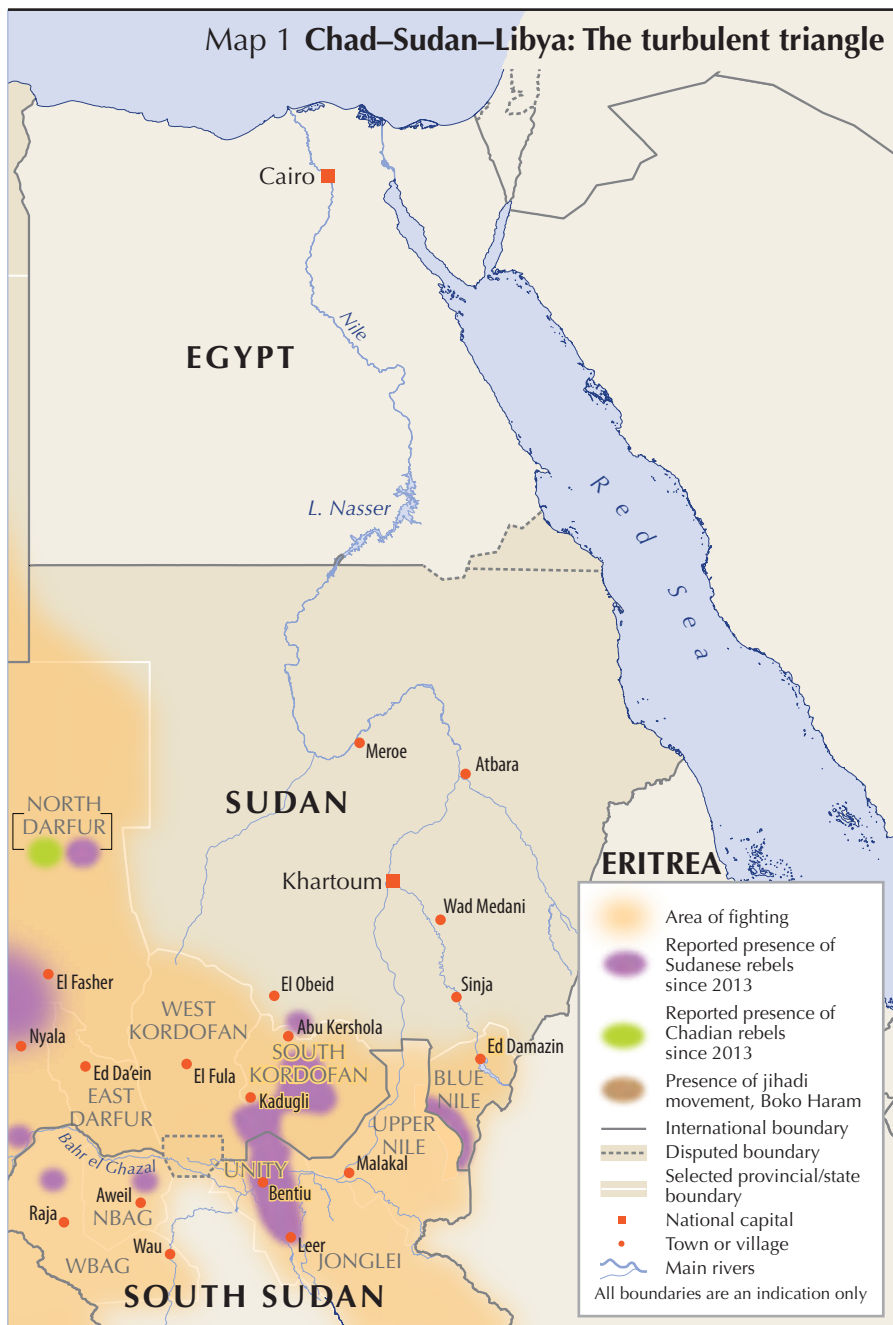 Map 1 Chad–Sudan–Libya: The turbulent triangle
Cairo
Nile
EGYPT
L. Nasser
Red Sea
Meroe
Atbara
SUDAN
NORTH
DARFUR
Khartoum
ERITREA
Wad Medani
El Fasher
El Obeid
Sinja
WEST
KORDOFAN
Abu Kershola
Nyala
SOUTH
KORDOFAN
Ed Damazin
Ed Da'ein
El Fula
BLUE
NILE
EAST
DARFUR
Kadugli
UPPER
NILE
Bahr el Ghazal
UNITY
Malakal
Bentiu
Aweil
Raja
NBAG
Wau
Leer
WBAG
JONGLEI
SOUTH SUDAN
Area of fighting
Reported presence of
Sudanese rebels
since 2013
Reported presence of
Chadian rebels
since 2013
Presence of jihadi
movement, Boko Haram
International boundary
Disputed boundary
Selected provincial/state
boundary
National capital
Town or village
Main rivers
All boundaries are an indication only